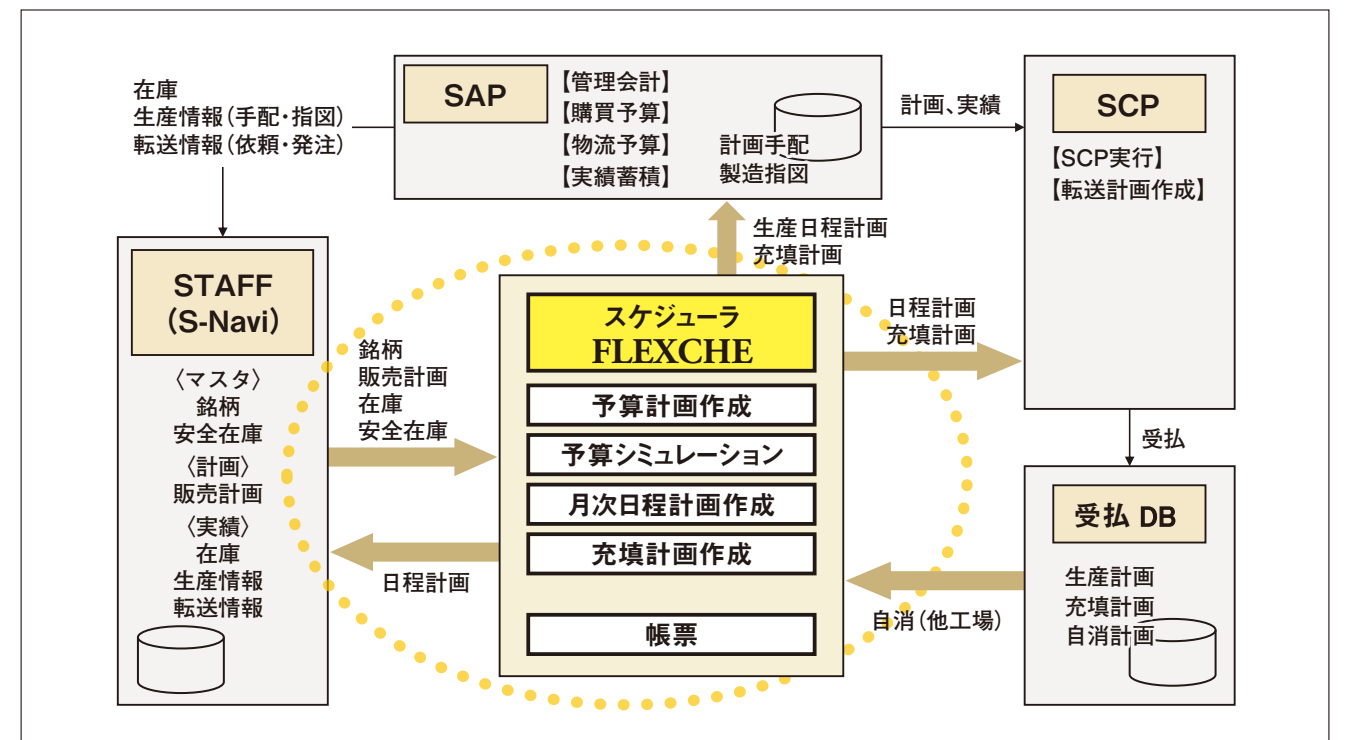 在庫
生産情報(手配・指図)
転送情報(依頼・発注)
SAP
【管理会計】
【購買予算】
【物流予算】
【実績蓄積】
計画手配
製造指図
計画、実績
SCP
【SCP実行】
【転送計画作成】
生産日程計画
充填計画
STAFF
(S-Navi)
〈マスタ〉
銘柄
安全在庫
〈計画〉
販売計画
〈実績〉
在庫
生産情報
転送情報
銘柄
販売計画
在庫
安全在庫
日程計画
スケジューラ
FLEXCHE
予算計画作成
予算シミュレーション
月次日程計画作成
充填計画作成
帳票
日程計画
充填計画
受払
受払 DB
生産計画
充填計画
自消計画
自消(他工場)